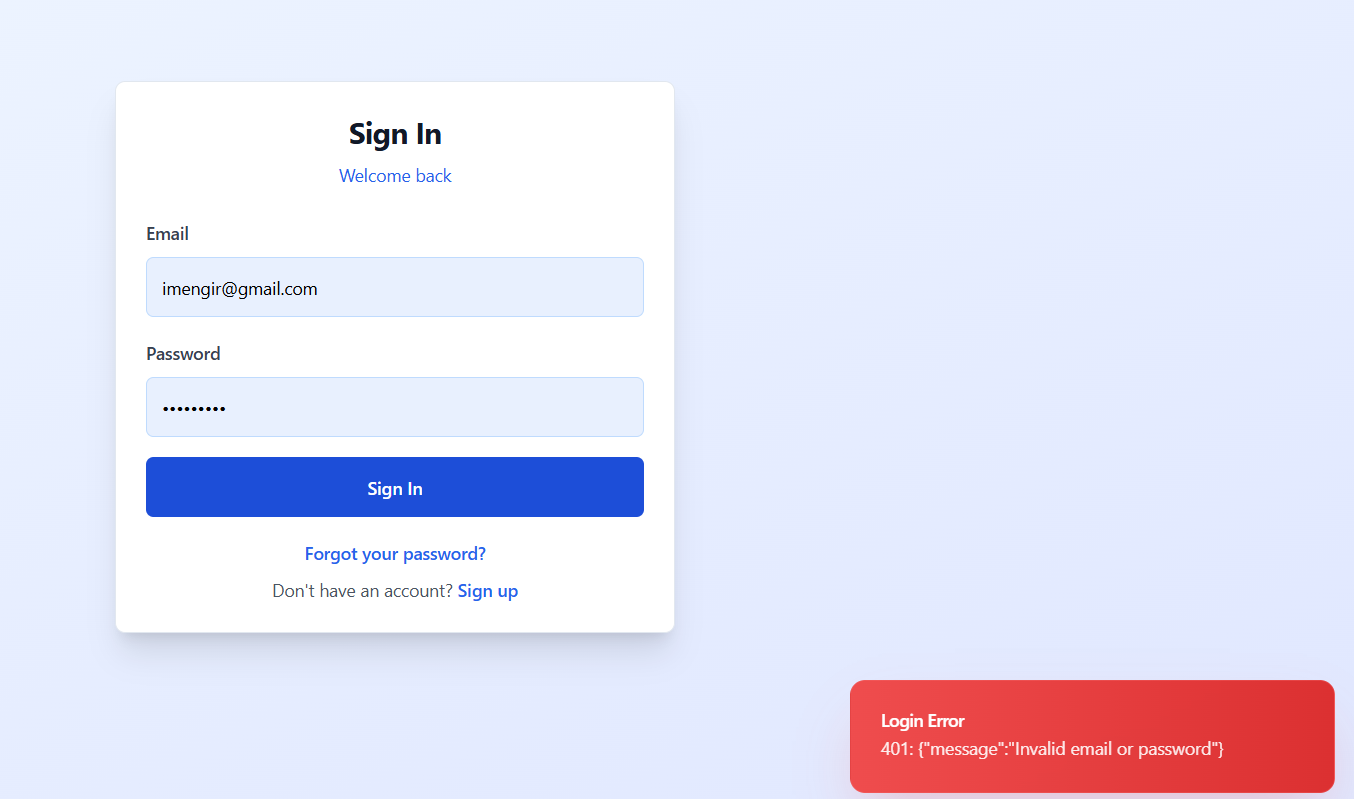 Sign In
Welcome back
Email
imengir@gmail.com
Password
•••••••••
Sign In
Forgot your password?
Don't have an account? Sign up
Login Error
401: {"message":"Invalid email or password"}